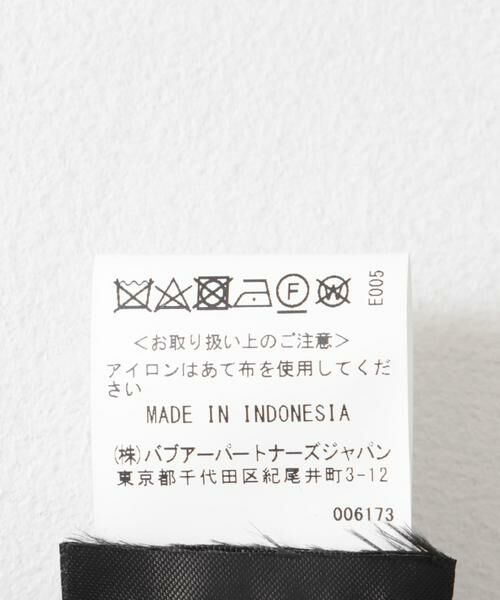 E005
<お取り扱い上のご注意>
アイロンはあて布を使用してくだ
さい
MADE IN INDONESIA
(株)バブアーパートナーズジャパン
東京都千代田区紀尾井町3-12
006173